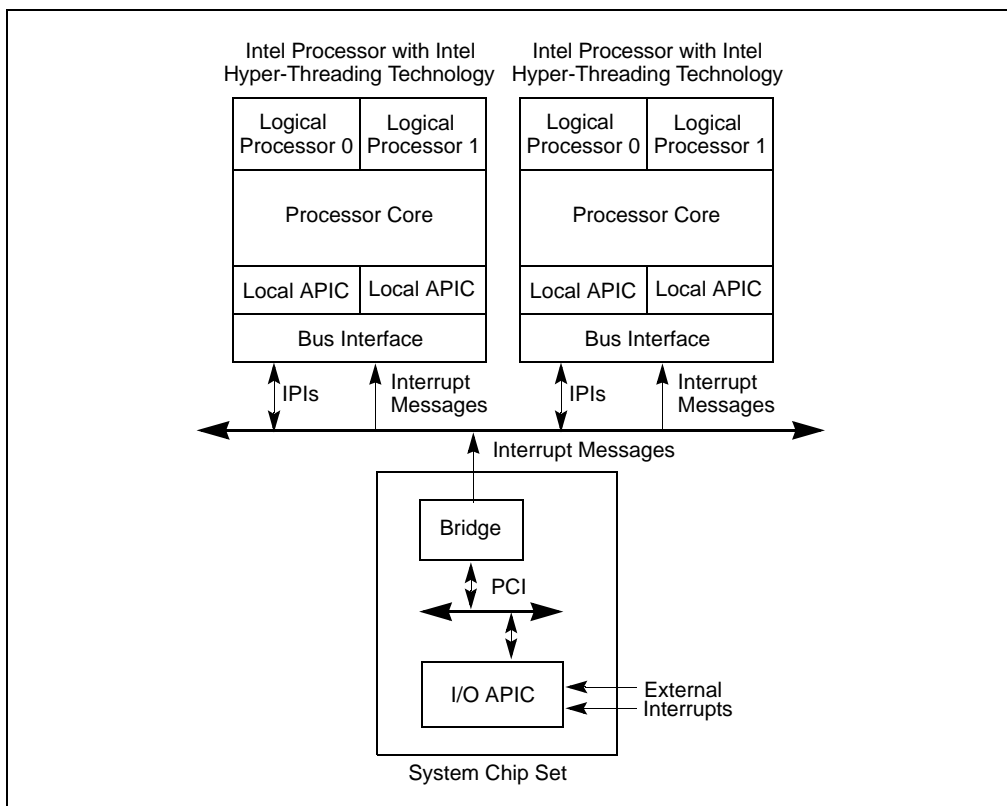 Intel Processor with Intel
Hyper-Threading Technology
Intel Processor with Intel
Hyper-Threading Technology
Logical
Processor 0
Logical
Processor 1
Logical
Processor 0
Logical
Processor 1
Processor Core
Processor Core
Local APIC
Local APIC
Local APIC
Local APIC
Bus Interface
Bus Interface
IPIs
Interrupt
Messages
IPIs
Interrupt
Messages
Interrupt Messages
Bridge
PCI
I/O APIC
External
Interrupts
System Chip Set